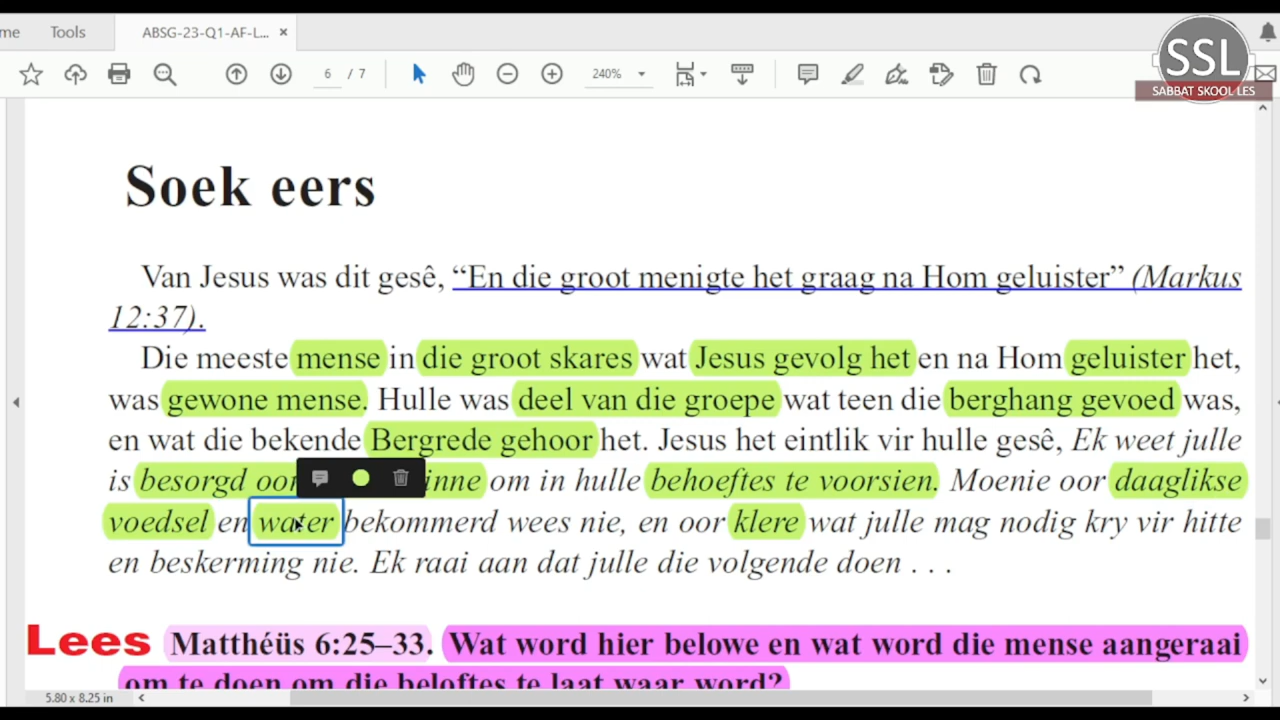 me
Tools
ABSG-23-Q1-AF-L... ×
SSL
SABBAT SKOOL LES
6 / 7
240%
Soek eers
Van Jesus was dit gesê, “En die groot menigte het graag na Hom geluister” (Markus
12:37).
Die meeste mense in die groot skares wat Jesus gevolg het en na Hom geluister het,
was gewone mense. Hulle was deel van die groepe wat teen die berghang gevoed was,
en wat die bekende Bergrede gehoor het. Jesus het eintlik vir hulle gesê, Ek weet julle
is besorgd oor inne om in hulle behoeftes te voorsien. Moenie oor daaglikse
voedsel en water bekommerd wees nie, en oor klere wat julle mag nodig kry vir hitte
en beskerming nie. Ek raai aan dat julle die volgende doen . . .
Lees Matthéüs 6:25–33. Wat word hier belowe en wat word die mense aangeraai
om te doen om die beloftes te laat waar word?
5.80 x 8.25 in